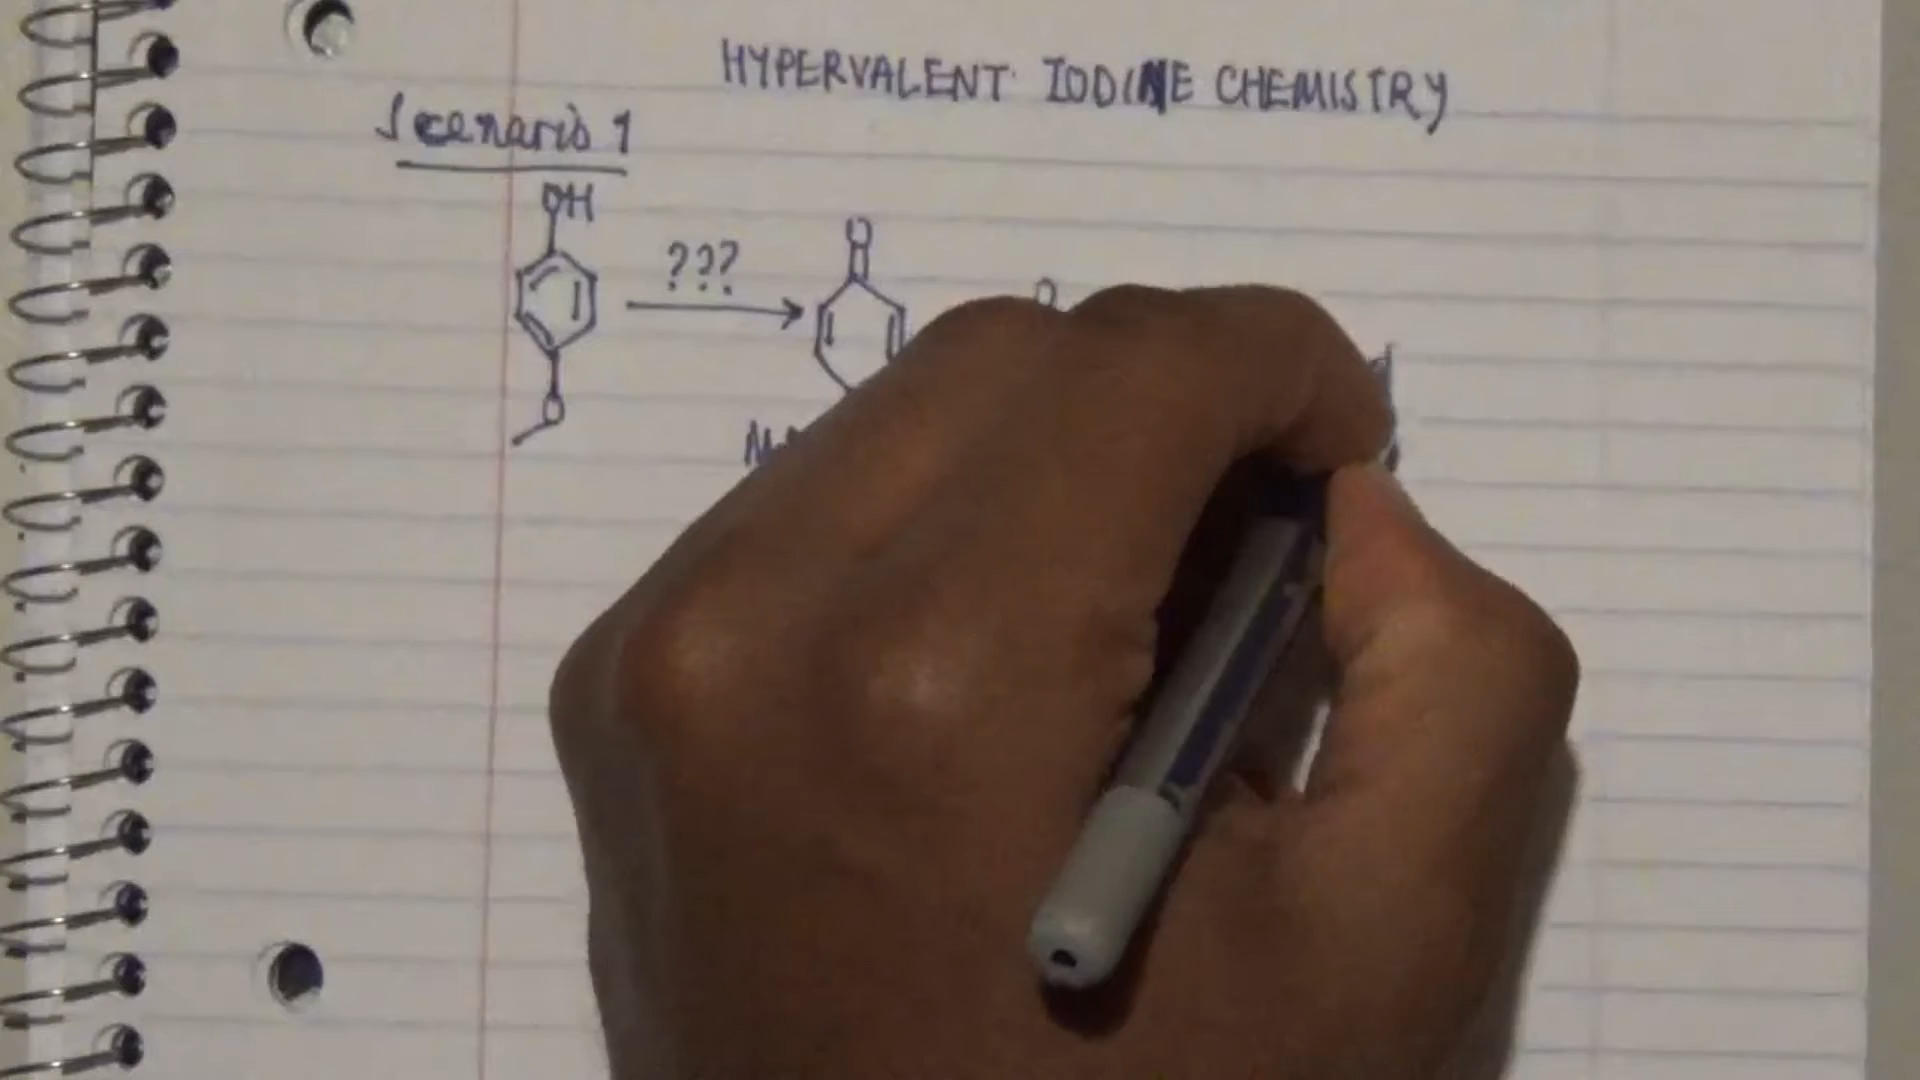 HYPERVALENT IODINE CHEMISTRY
Scenario 1
OH
???
O
O
O